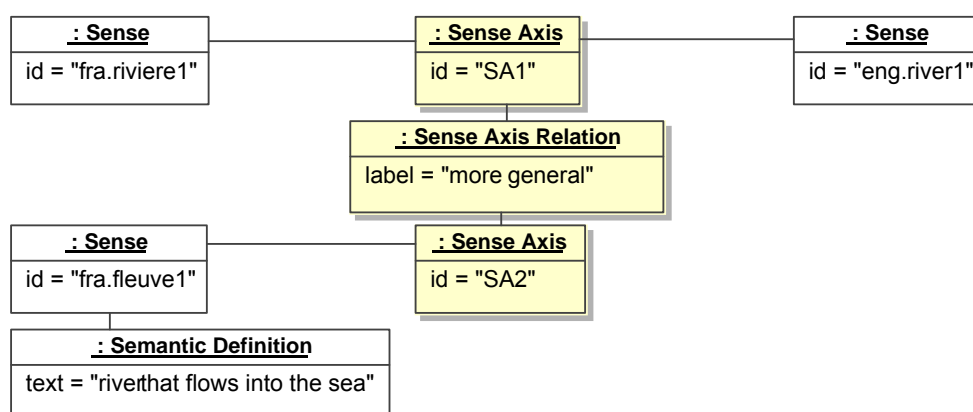 : Sense
id = "fra.riviere1"
: Sense Axis
id = "SA1"
: Sense
id = "eng.river1"
: Sense Axis Relation
label = "more general"
: Sense
id = "fra.fleuve1"
: Sense Axis
id = "SA2"
: Semantic Definition
text = "riverthat flows into the sea"